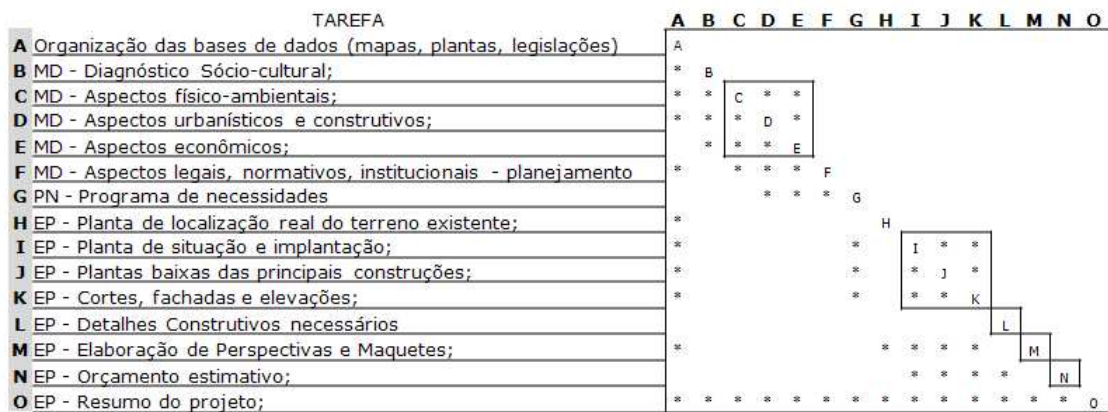 TAREFA A B C D E F G H I J K L M N O
A Organização das bases de dados (mapas, plantas, legislações) A
B MD - Diagnóstico Sócio-cultural; * B
C MD - Aspectos físico-ambientais; * * C * *
D MD - Aspectos urbanísticos e construtivos; * * * D *
E MD - Aspectos econômicos; * * * E
F MD - Aspectos legais, normativos, institucionais - planejamento * * * * F
G PN - Programa de necessidades * * * G
H EP - Planta de localização real do terreno existente; * H
I EP - Planta de situação e implantação; * * I * *
J EP - Plantas baixas das principais construções; * * * J *
K EP - Cortes, fachadas e elevações; * * * * K
L EP - Detalhes Construtivos necessários L
M EP - Elaboração de Perspectivas e Maquetes; * * * * * M
N EP - Orçamento estimativo; * * * * N
O EP - Resumo do projeto; * * * * * * * * * * * * * * O